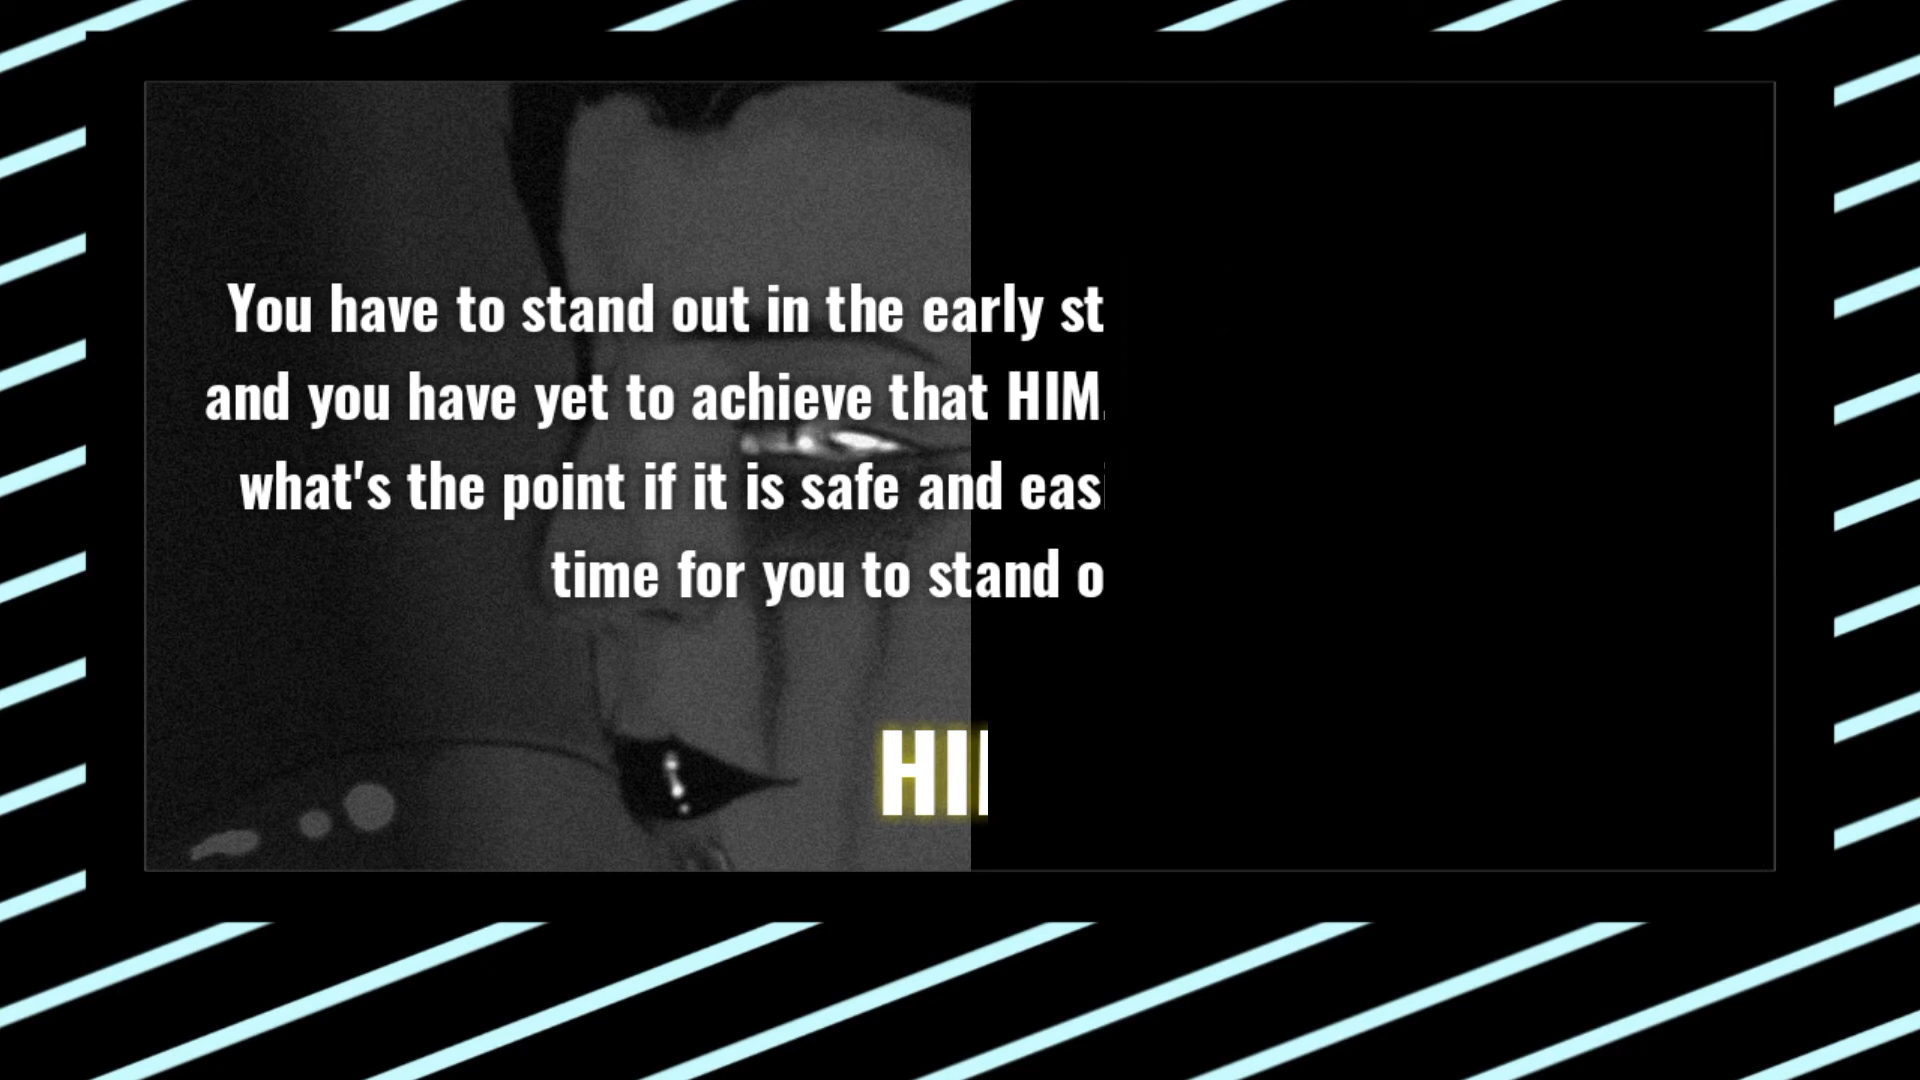 You have to stand out in the early st
and you have yet to achieve that HIM.
what's the point if it is safe and easi
time for you to stand o
HI